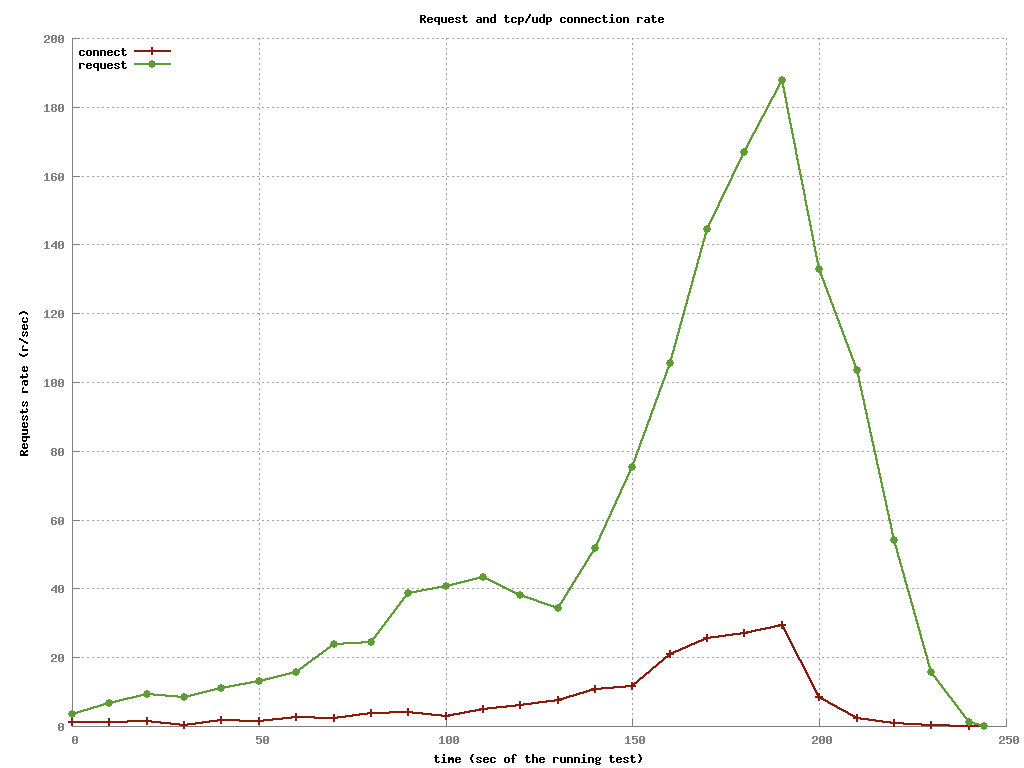 Request and tcp/udp connection rate
connect
request
200
180
160
140
120
100
80
60
40
20
0
Requests rate (r/sec)
0 50 100 150 200 250
time (sec of the running test)